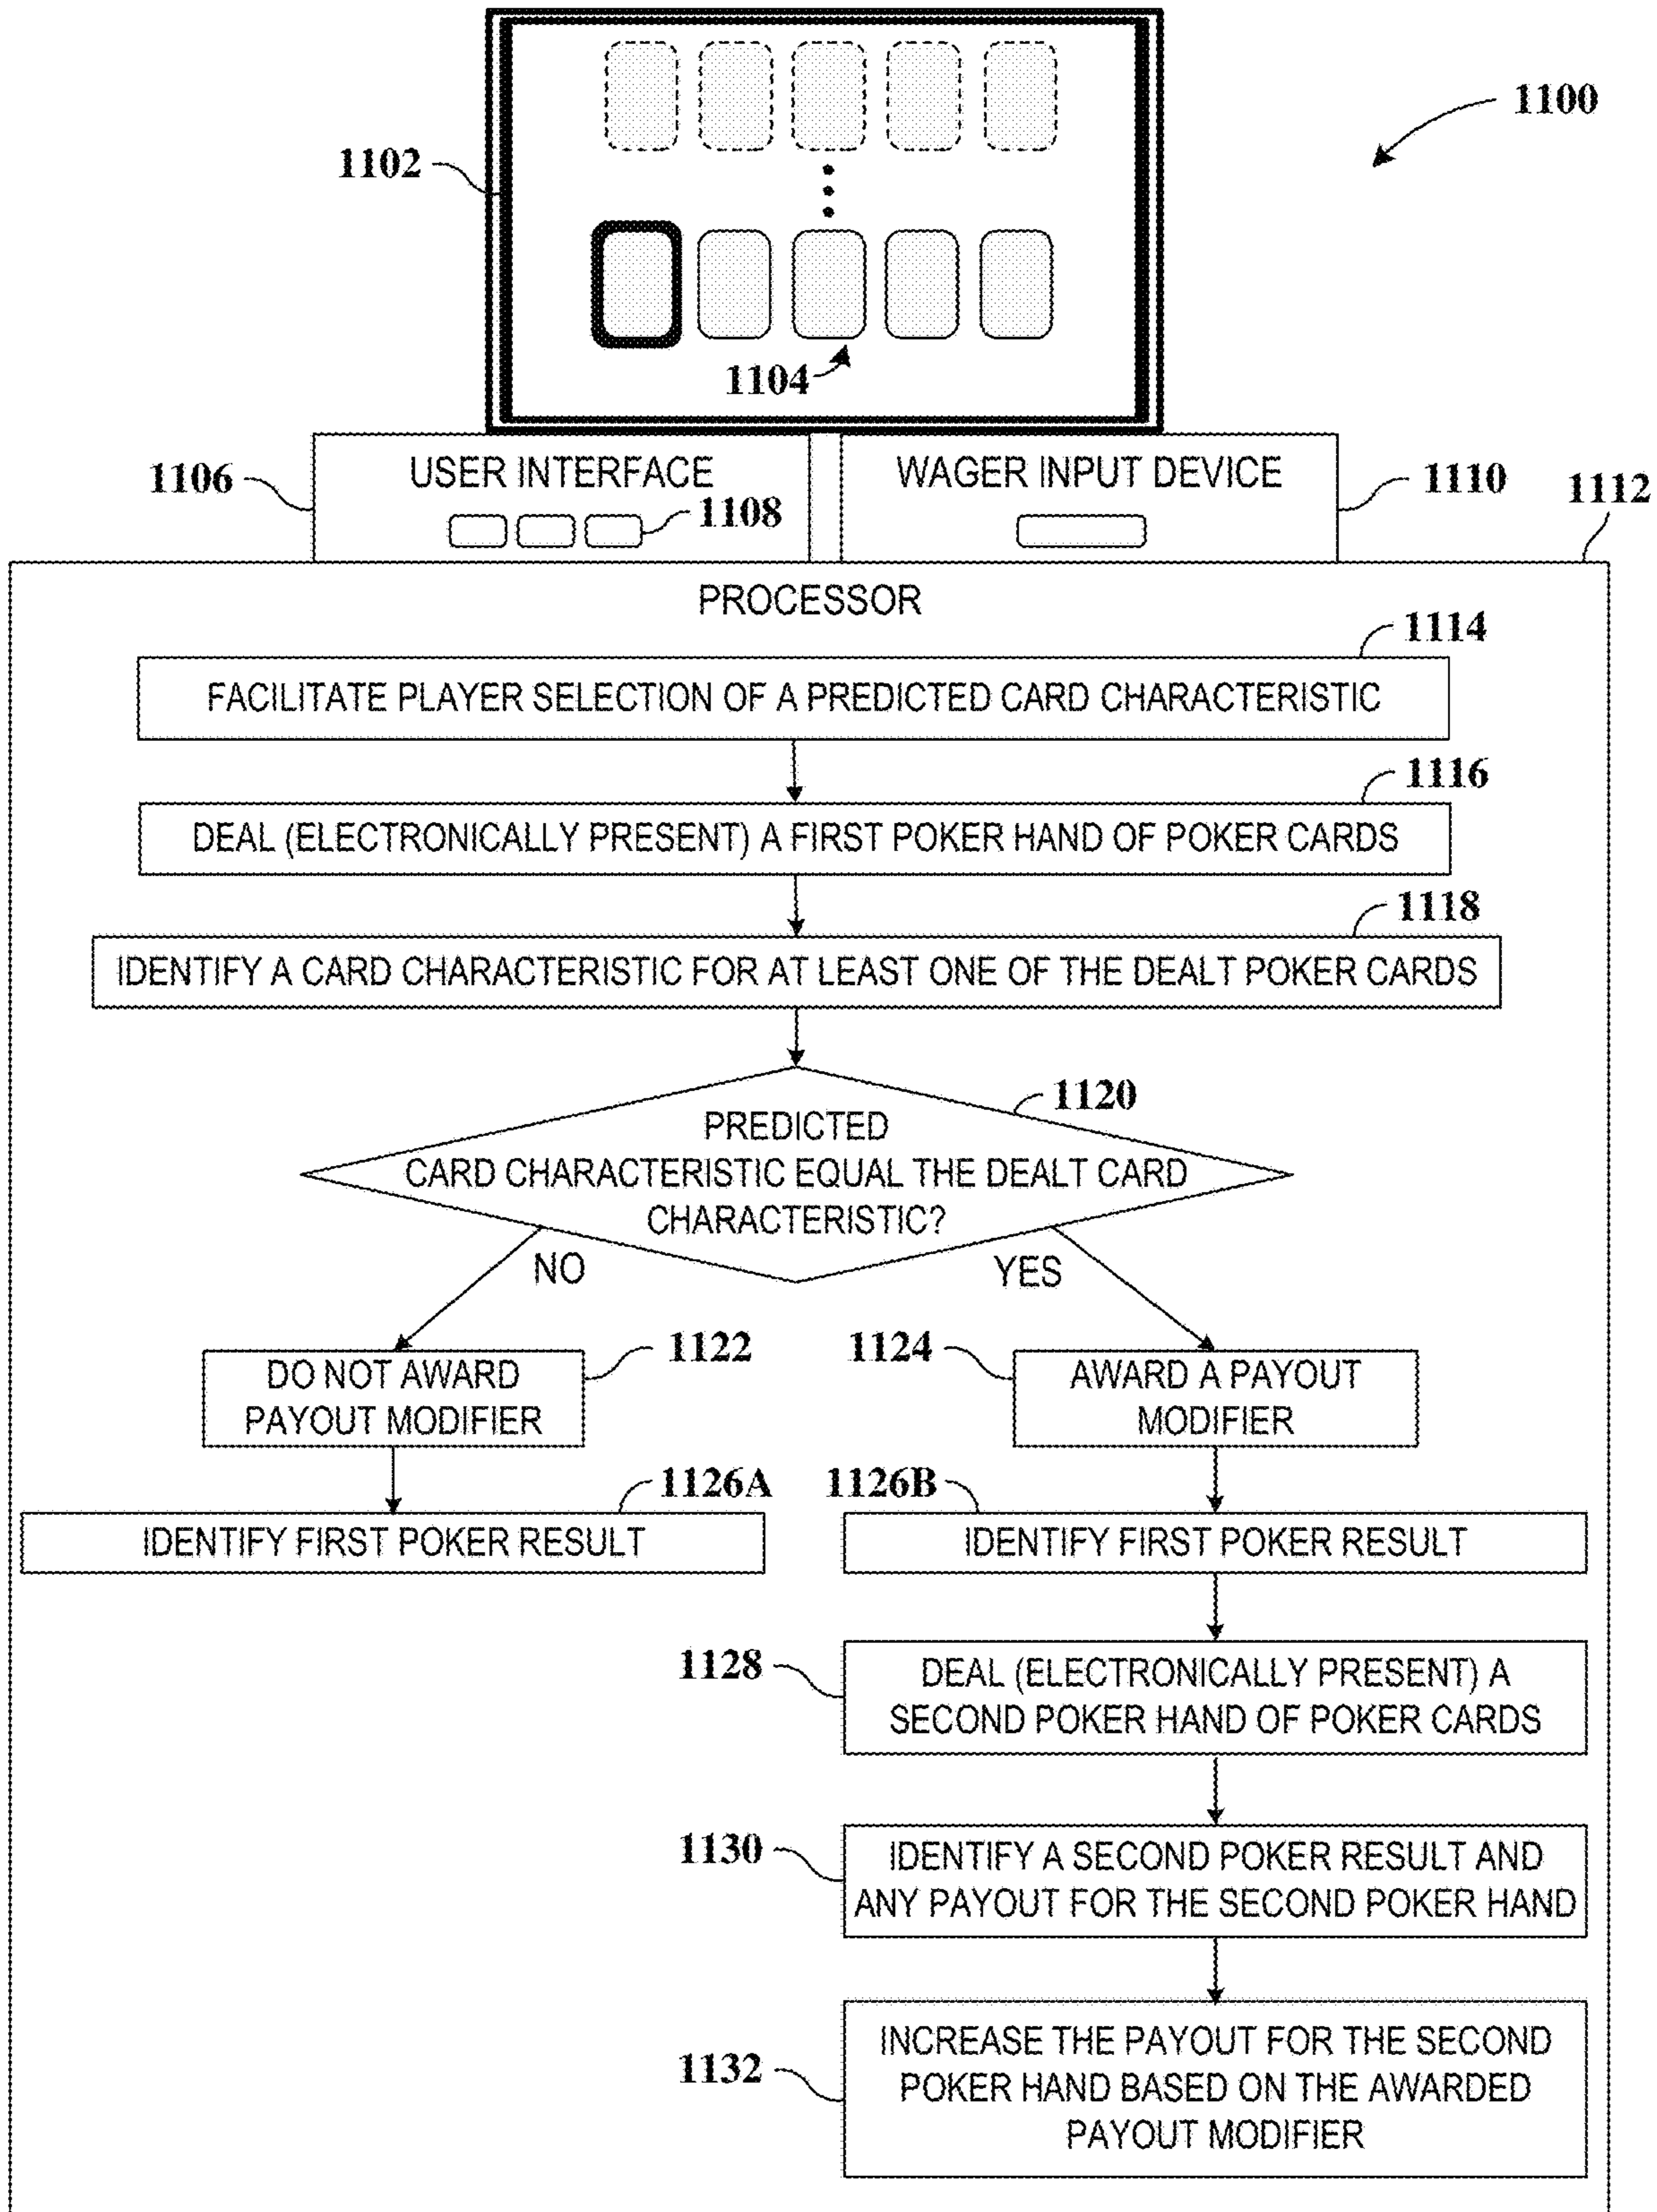 1100
1102
1104
1106
USER INTERFACE
1108
WAGER INPUT DEVICE
1110
1112
PROCESSOR
1114
FACILITATE PLAYER SELECTION OF A PREDICTED CARD CHARACTERISTIC
1116
DEAL (ELECTRONICALLY PRESENT) A FIRST POKER HAND OF POKER CARDS
1118
IDENTIFY A CARD CHARACTERISTIC FOR AT LEAST ONE OF THE DEALT POKER CARDS
1120
PREDICTED
CARD CHARACTERISTIC EQUAL THE DEALT CARD
CHARACTERISTIC?
NO
YES
1122
DO NOT AWARD
PAYOUT MODIFIER
1124
AWARD A PAYOUT
MODIFIER
1126A
IDENTIFY FIRST POKER RESULT
1126B
IDENTIFY FIRST POKER RESULT
1128
DEAL (ELECTRONICALLY PRESENT) A
SECOND POKER HAND OF POKER CARDS
1130
IDENTIFY A SECOND POKER RESULT AND
ANY PAYOUT FOR THE SECOND POKER HAND
1132
INCREASE THE PAYOUT FOR THE SECOND
POKER HAND BASED ON THE AWARDED
PAYOUT MODIFIER